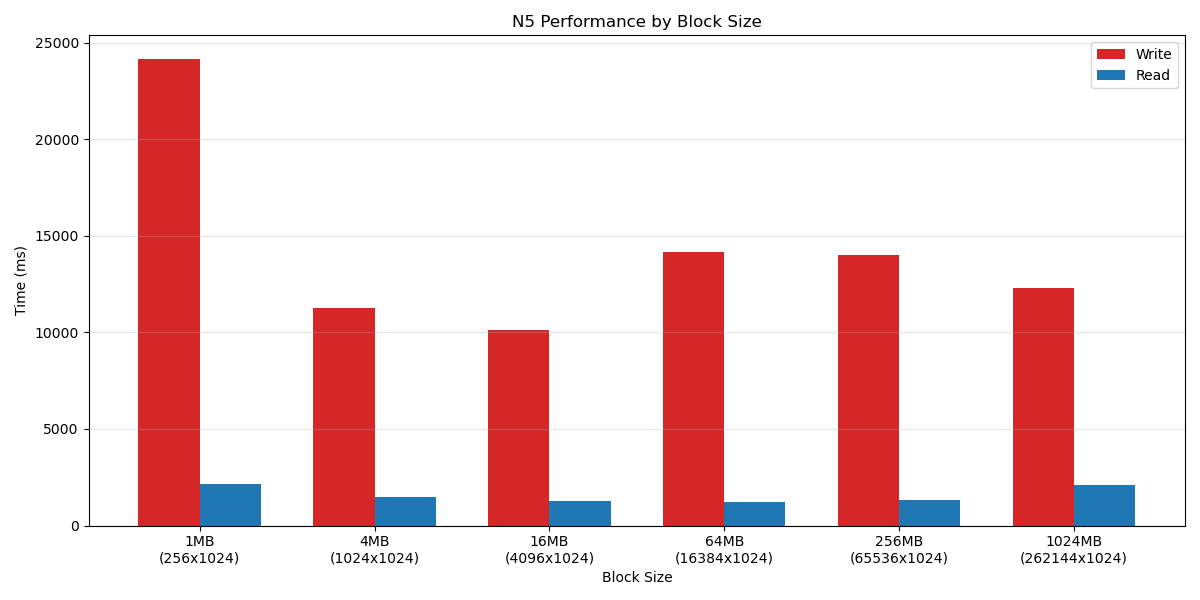 N5 Performance by Block Size
Write
Read
Time (ms)
25000
20000
15000
10000
5000
0
1MB
(256x1024)
4MB
(1024x1024)
16MB
(4096x1024)
64MB
(16384x1024)
256MB
(65536x1024)
1024MB
(262144x1024)
Block Size